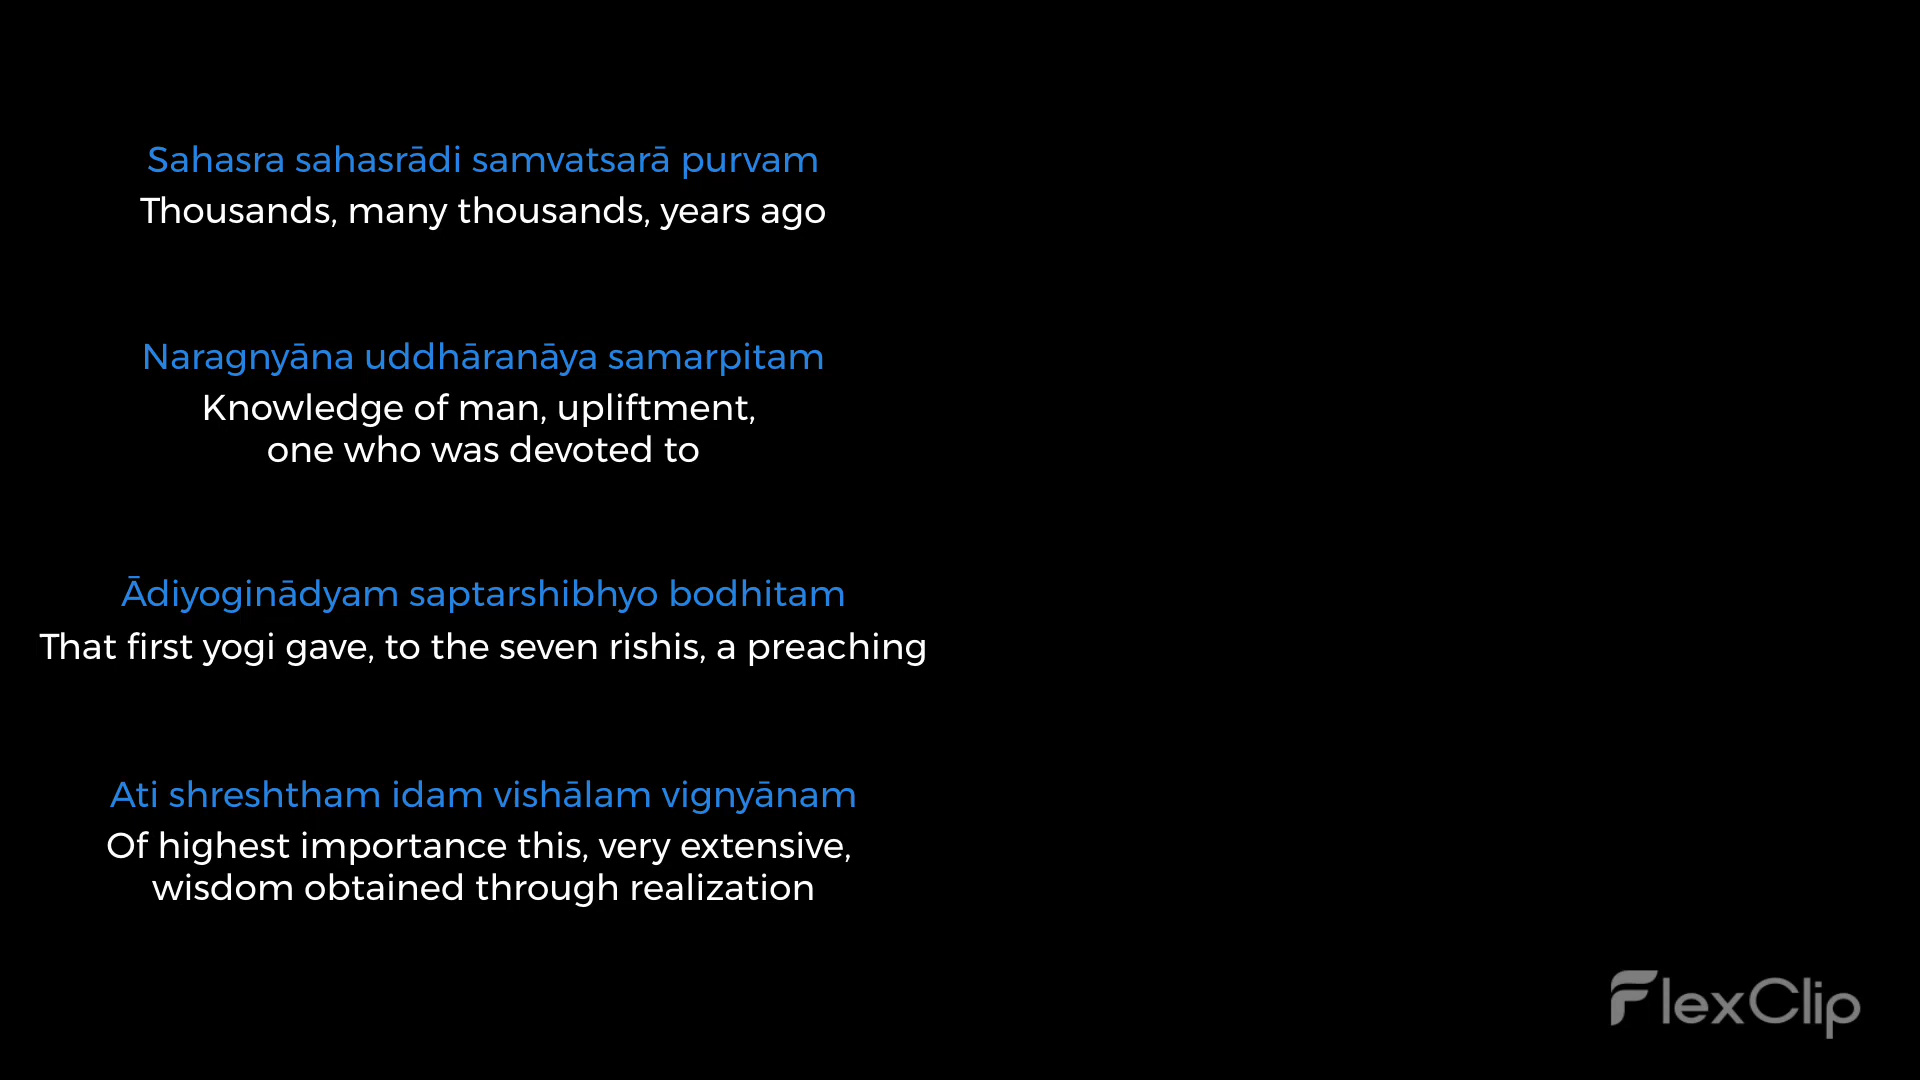 Sahasra sahasrādi samvatsarā purvam
Thousands, many thousands, years ago
Naragnyāna uddhāranāya samarpitam
Knowledge of man, upliftment,
one who was devoted to
Ādiyoginādyam saptarshibhyo bodhitam
That first yogi gave, to the seven rishis, a preaching
Ati shreshtham idam vishālam vignyānam
Of highest importance this, very extensive,
wisdom obtained through realization
FlexClip